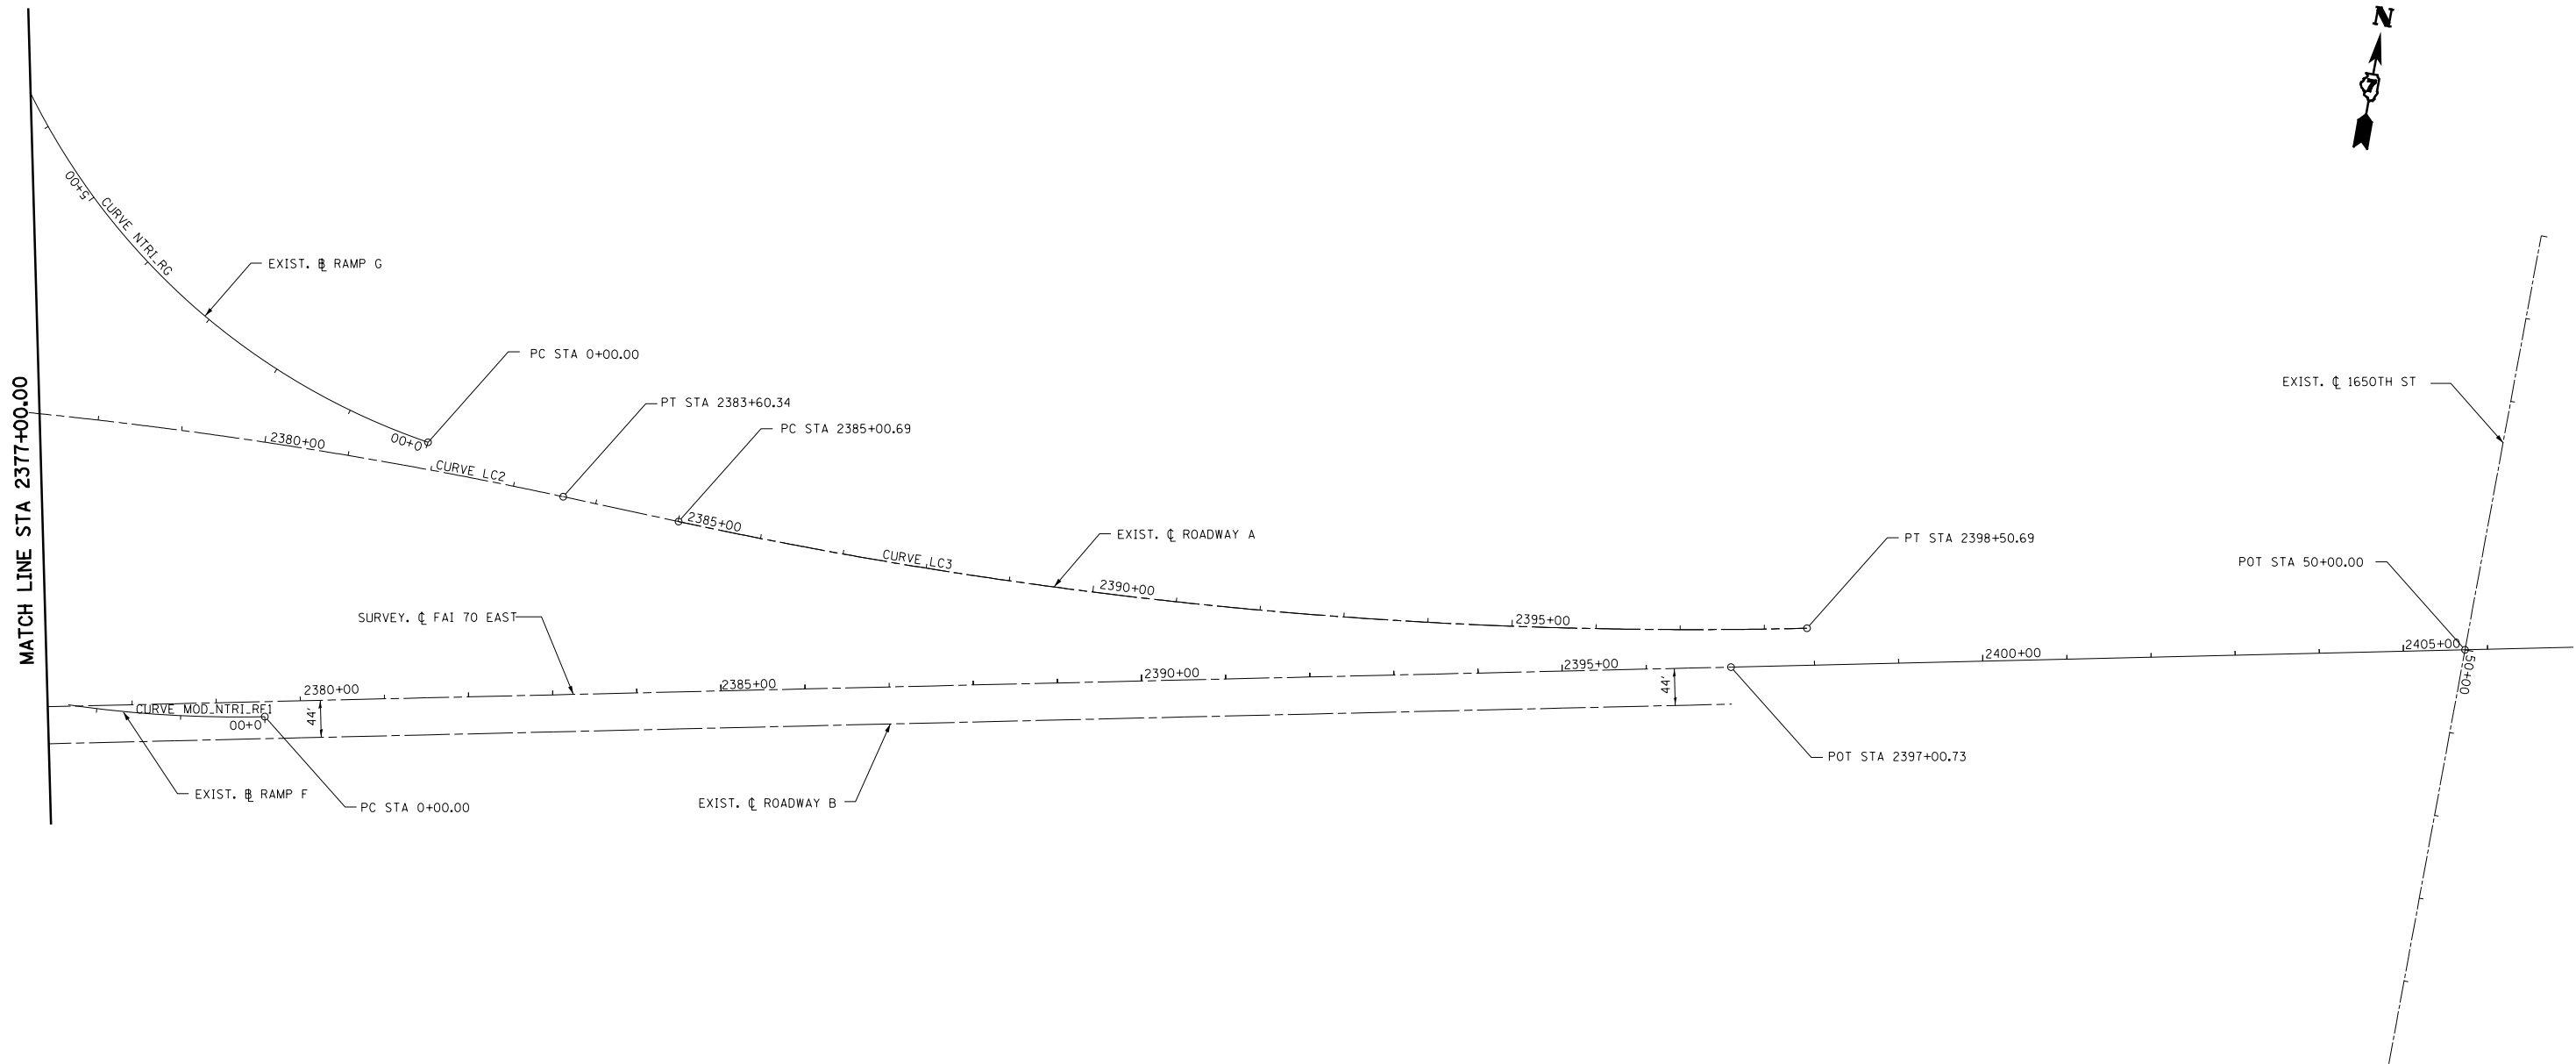 N
7
5+00
CURVE NTRI_RG
EXIST. B̵L RAMP G
PC STA 0+00.00
MATCH LINE STA 2377+00.00
EXIST. ℄ 1650TH ST
PT STA 2383+60.34
PC STA 2385+00.69
2380+00
0+00
CURVE LC2
2385+00
EXIST. ℄ ROADWAY A
PT STA 2398+50.69
CURVE LC3
POT STA 50+00.00
2390+00
SURVEY. ℄ FAI 70 EAST
2395+00
2405+00
2400+00
50+00
2395+00
2390+00
2385+00
2380+00
44'
CURVE MOD_NTRI_RF1
44'
0+00
POT STA 2397+00.73
EXIST. B̵L RAMP F
PC STA 0+00.00
EXIST. ℄ ROADWAY B